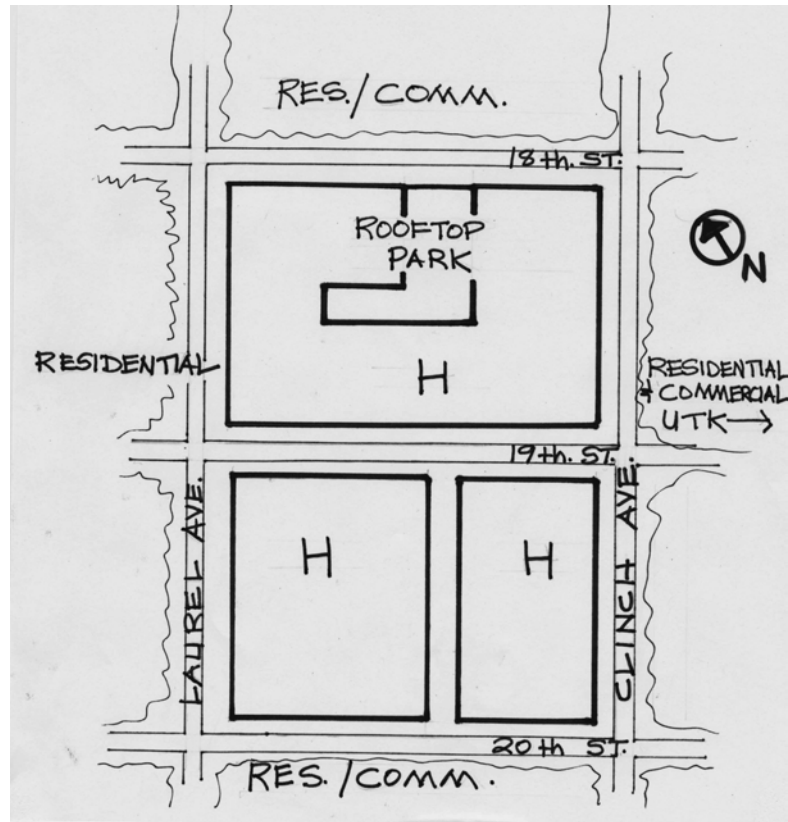 RES./COMM.
18th. ST.
ROOFTOP
PARK
N
RESIDENTIAL
H
RESIDENTIAL
+ COMMERCIAL
UTK→
19th. ST.
LAUREL AVE.
H
H
CLINCH AVE.
20th ST.
RES./COMM.